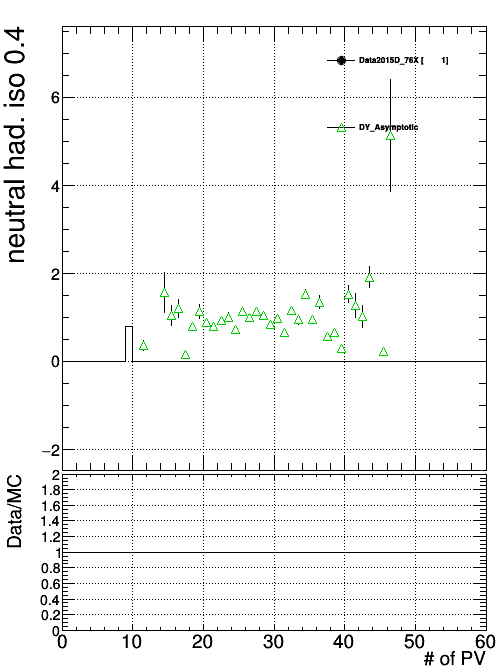 neutral had. iso 0.4
6
4
2
0
−2
Data2015D_76X [ 1]
DY_Asymptotic
Data/MC
2
1.8
1.6
1.4
1.2
1
0.8
0.6
0.4
0.2
0
0 10 20 30 40 50 60
# of PV